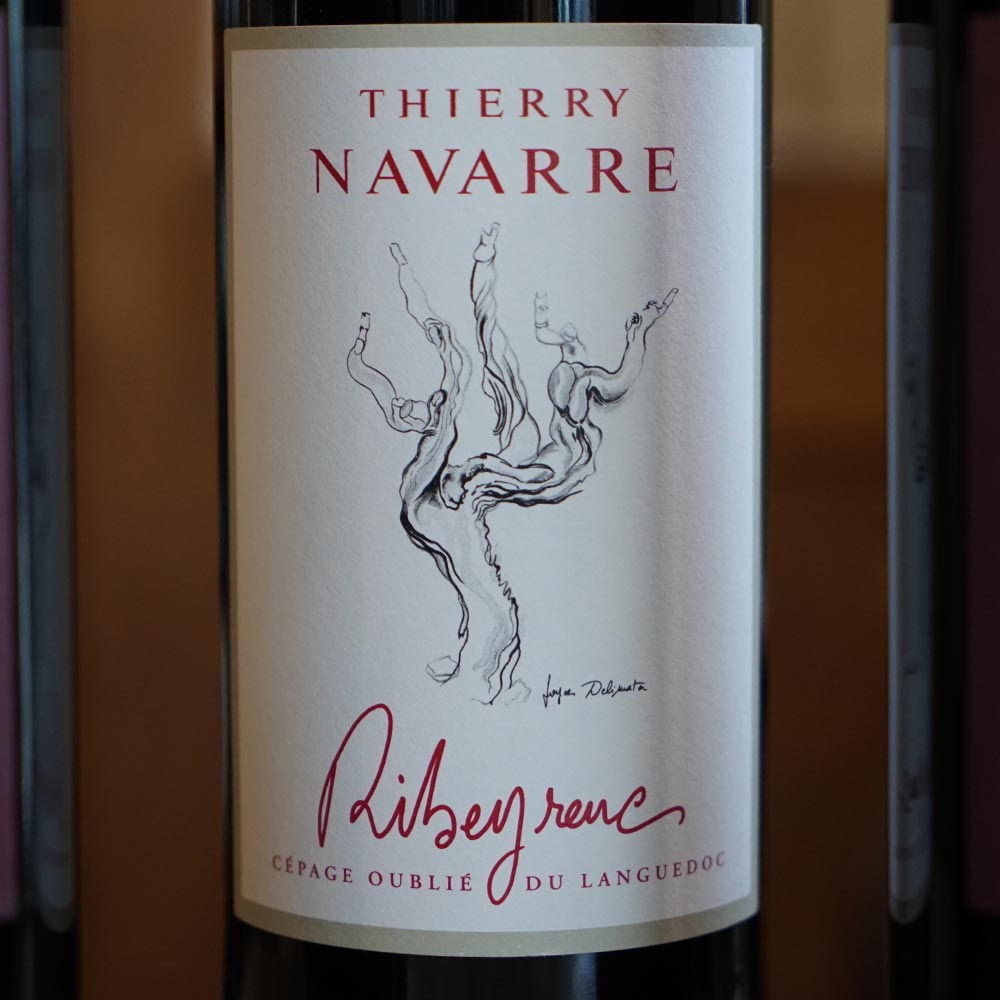 THIERRY
NAVARRE
Ribeyrenc
CÉPAGE OUBLIÉ DU LANGUEDOC